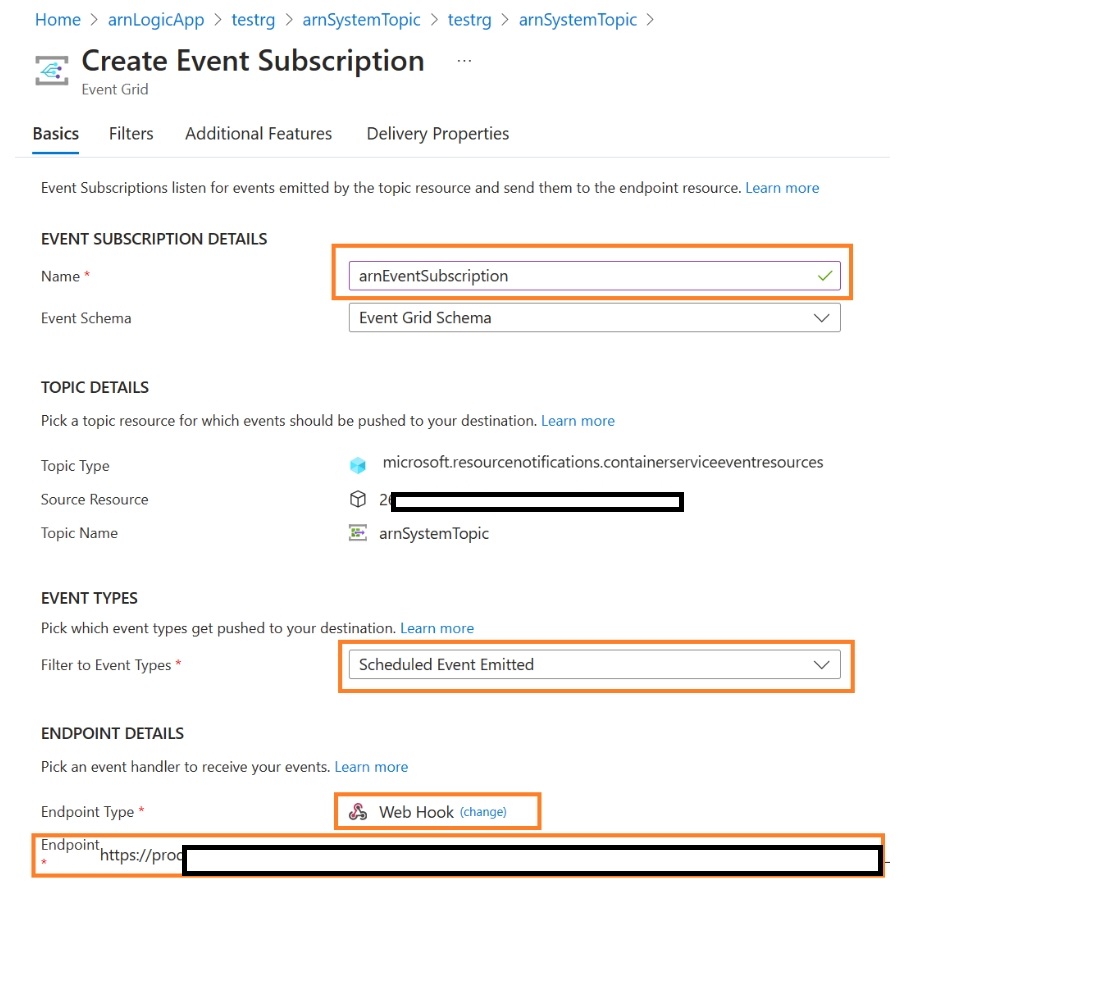 Home > arnLogicApp > testrg > arnSystemTopic > testrg > arnSystemTopic >
Create Event Subscription ...
Event Grid
Basics Filters Additional Features Delivery Properties
Event Subscriptions listen for events emitted by the topic resource and send them to the endpoint resource. Learn more
EVENT SUBSCRIPTION DETAILS
Name * arnEventSubscription
Event Schema Event Grid Schema
TOPIC DETAILS
Pick a topic resource for which events should be pushed to your destination. Learn more
Topic Type microsoft.resourcenotifications.containerserviceeventresources
Source Resource 26
Topic Name arnSystemTopic
EVENT TYPES
Pick which event types get pushed to your destination. Learn more
Filter to Event Types * Scheduled Event Emitted
ENDPOINT DETAILS
Pick an event handler to receive your events. Learn more
Endpoint Type * Web Hook (change)
Endpoint * https://prod